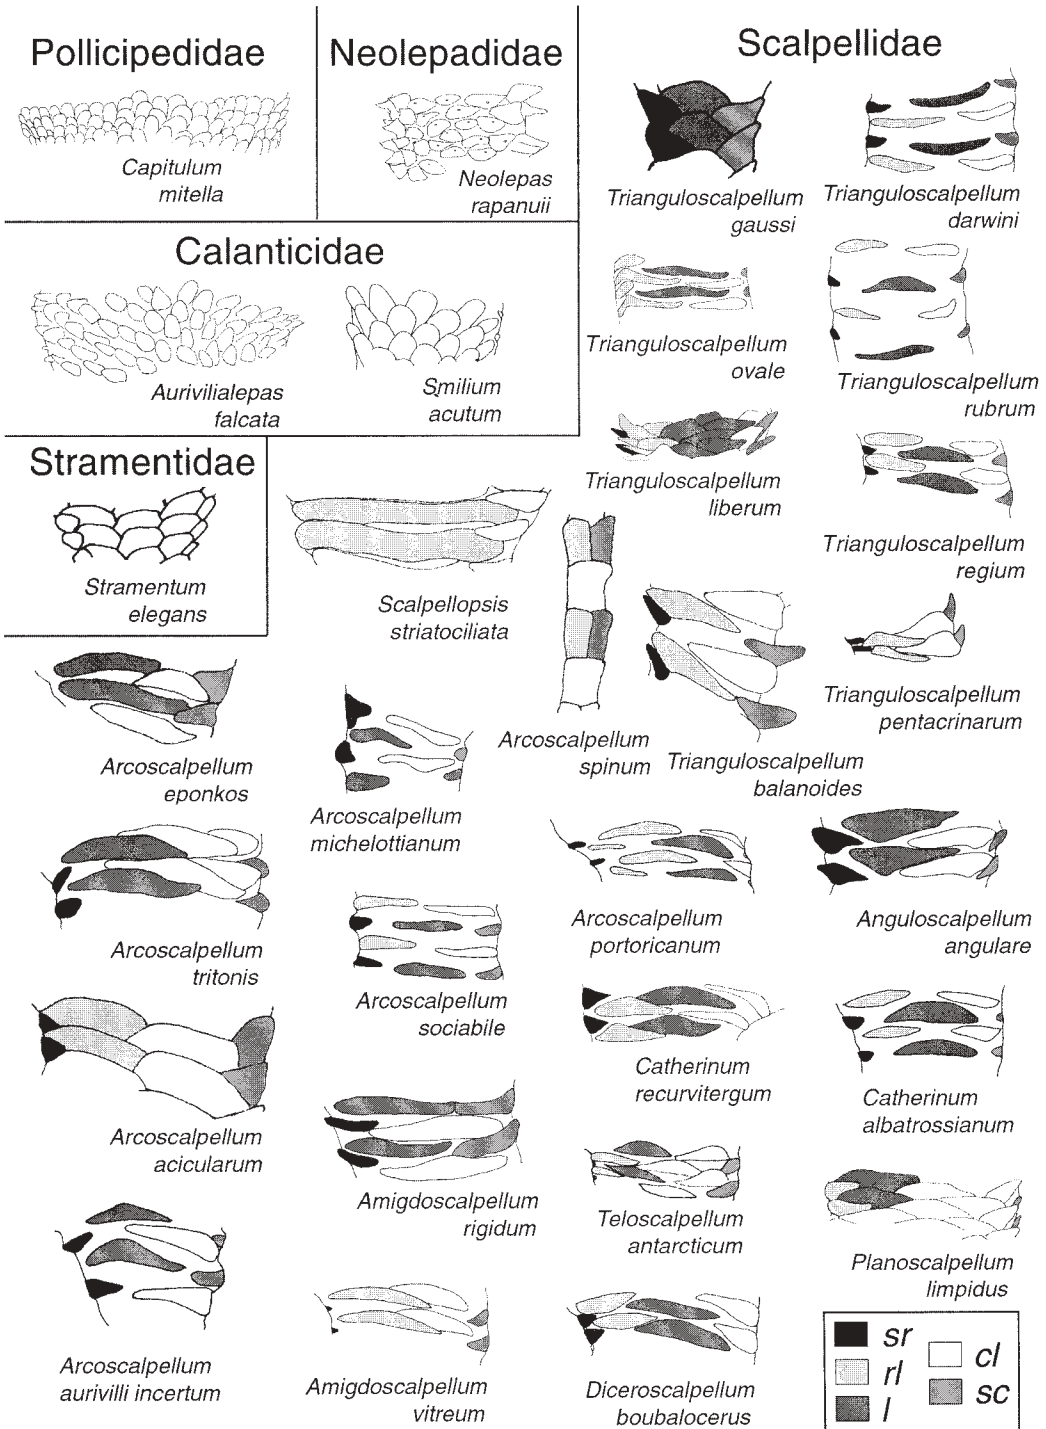 Pollicipedidae
Capitulum
mitella
Neolepadidae
Neolepas
rapanuii
Scalpellidae
Trianguloscalpellum
gaussi
Trianguloscalpellum
darwini
Calanticidae
Aurivilialepas
falcata
Smilium
acutum
Trianguloscalpellum
ovale
Trianguloscalpellum
rubrum
Stramentidae
Stramentum
elegans
Scalpellopsis
striatociliata
Trianguloscalpellum
liberum
Trianguloscalpellum
regium
Arcoscalpellum
eponkos
Arcoscalpellum
michelottianum
Arcoscalpellum
spinum
Trianguloscalpellum
balanoides
Trianguloscalpellum
pentacrinarum
Arcoscalpellum
tritonis
Arcoscalpellum
sociabile
Arcoscalpellum
portoricanum
Anguloscalpellum
angulare
Arcoscalpellum
acicularum
Amigdoscalpellum
rigidum
Catherinum
recurvitergum
Catherinum
albatrossianum
Teloscalpellum
antarcticum
Planoscalpellum
limpidus
Arcoscalpellum
aurivilli incertum
Amigdoscalpellum
vitreum
Diceroscalpellum
boubalocerus
sr
rl
l
cl
sc